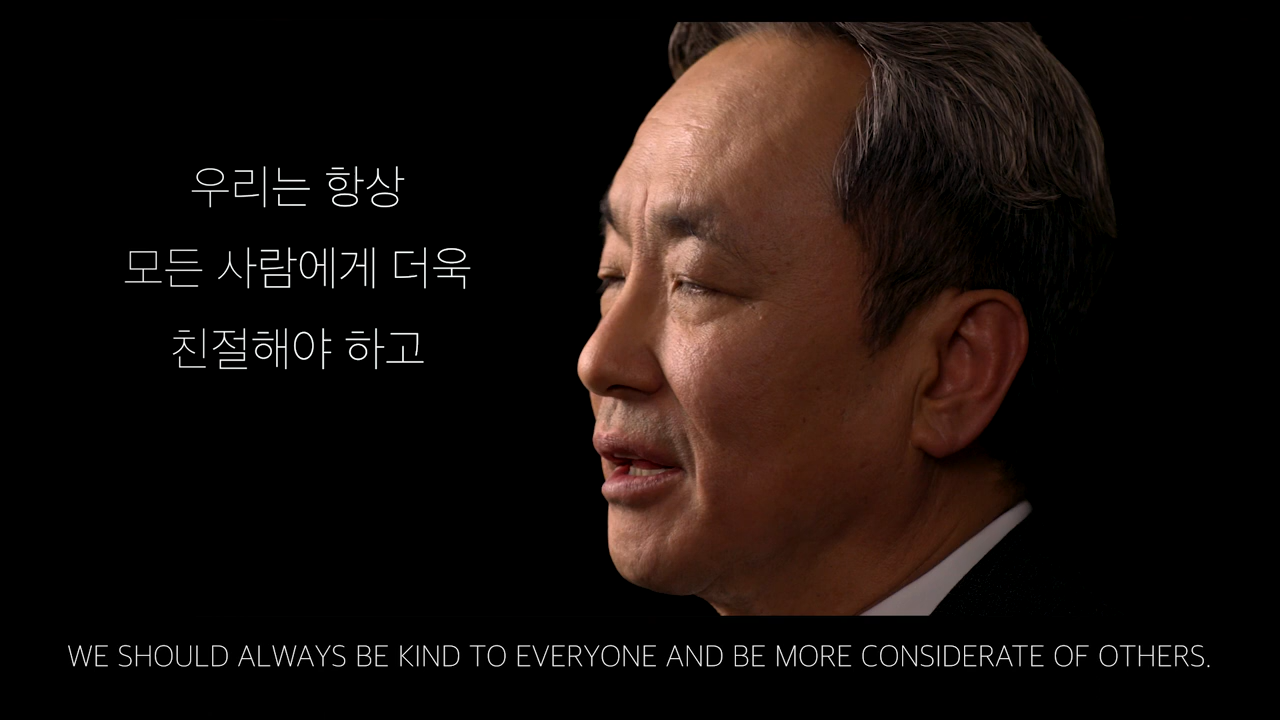 우리는 항상
모든 사람에게 더욱
친절해야 하고
WE SHOULD ALWAYS BE KIND TO EVERYONE AND BE MORE CONSIDERATE OF OTHERS.